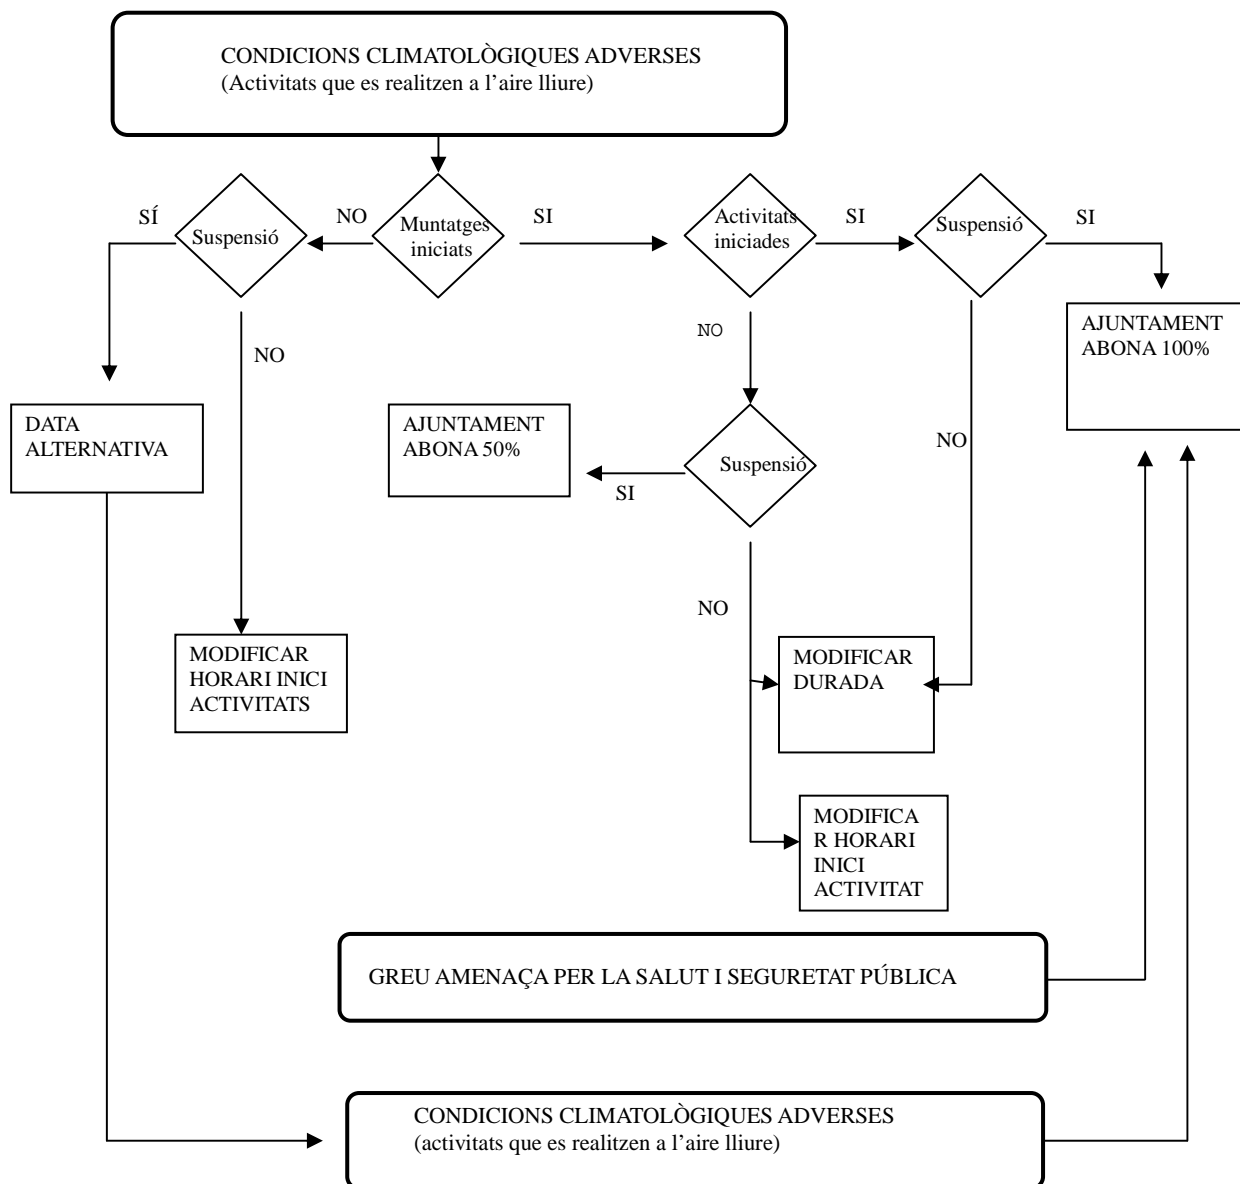 CONDICIONS CLIMATOLÒGIQUES ADVERSES
(Activitats que es realitzen a l’aire lliure)
SÍ
Suspensió
NO
Muntatges
iniciats
SI
Activitats
iniciades
SI
Suspensió
SI
NO
NO
AJUNTAMENT
ABONA 100%
DATA
ALTERNATIVA
AJUNTAMENT
ABONA 50%
SI
Suspensió
NO
NO
MODIFICAR
HORARI INICI
ACTIVITATS
MODIFICAR
DURADA
MODIFICA
R HORARI
INICI
ACTIVITAT
GREU AMENAÇA PER LA SALUT I SEGURETAT PÚBLICA
CONDICIONS CLIMATOLÒGIQUES ADVERSES
(activitats que es realitzen a l’aire lliure)